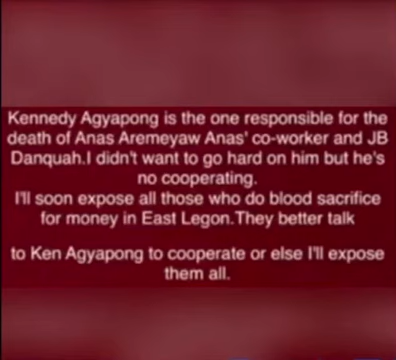 Kennedy Agyapong is the one responsible for the
death of Anas Aremeyaw Anas' co-worker and JB
Danquah.I didn't want to go hard on him but he's
no cooperating.
I'll soon expose all those who do blood sacrifice
for money in East Legon.They better talk
to Ken Agyapong to cooperate or else I'll expose
them all.